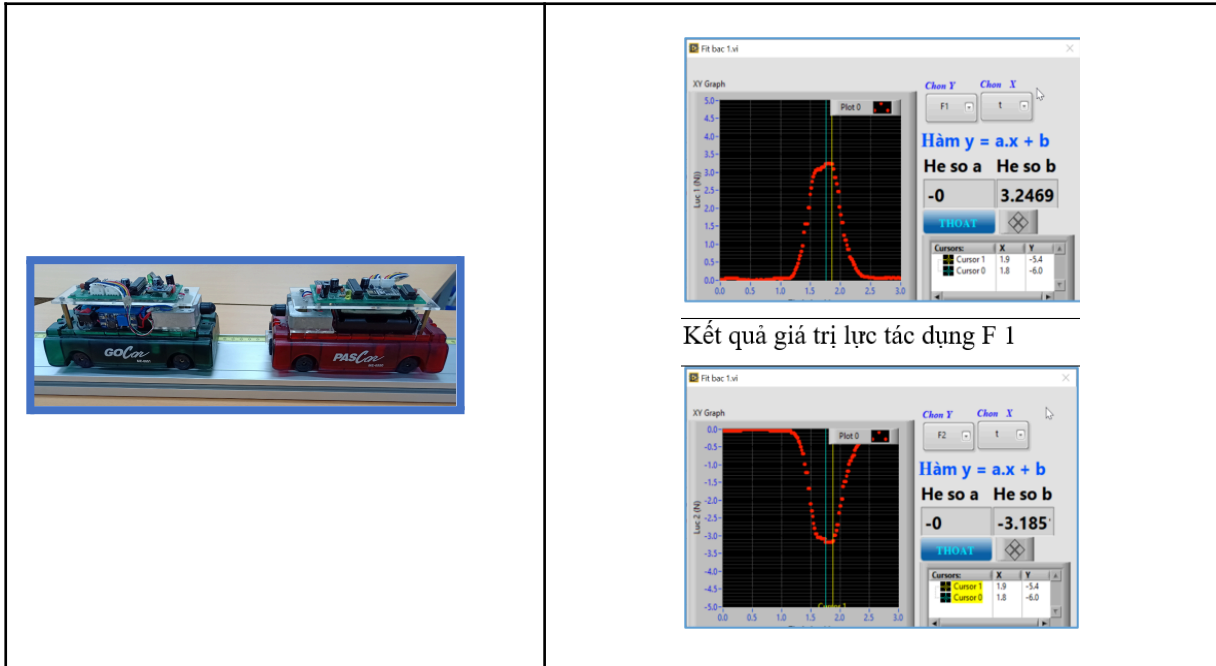 GOCar
PASCar
Fit bac 1.vi
XY Graph
Plot 0
Chon Y Chon X
F1 t
Hàm y = a.x + b
He so a He so b
-0 3.2469
THOAT
Cursors: X Y
Cursor 1 1.9 -5.4
Cursor 0 1.8 -6.0
Luc 1 (N))
5.0
4.5
4.0
3.5
3.0
2.5
2.0
1.5
1.0
0.5
0.0
0.0 0.5 1.0 1.5 2.0 2.5 3.0
Kết quả giá trị lực tác dụng F 1
Fit bac 1.vi
XY Graph
Plot 0
Chon Y Chon X
F2 t
Hàm y = a.x + b
He so a He so b
-0 -3.185
THOAT
Cursors: X Y
Cursor 1 1.9 -5.4
Cursor 0 1.8 -6.0
Luc 2 (N)
0.0
-0.5
-1.0
-1.5
-2.0
-2.5
-3.0
-3.5
-4.0
-4.5
-5.0
Cursor 1
0.0 0.5 1.0 1.5 2.0 2.5 3.0